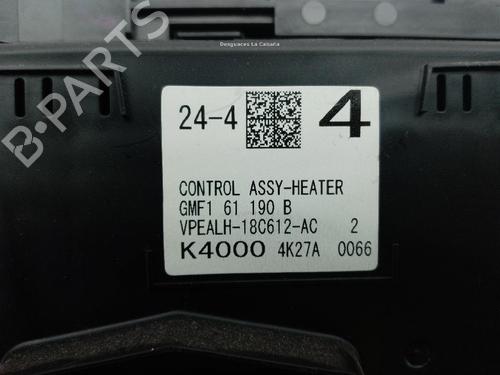 Desguaces La Cabaña
24-4
4
CONTROL ASSY-HEATER
GMF1 61 190 B
VPEALH-18C612-AC 2
K4000 4K27A 0066
B-PARTS